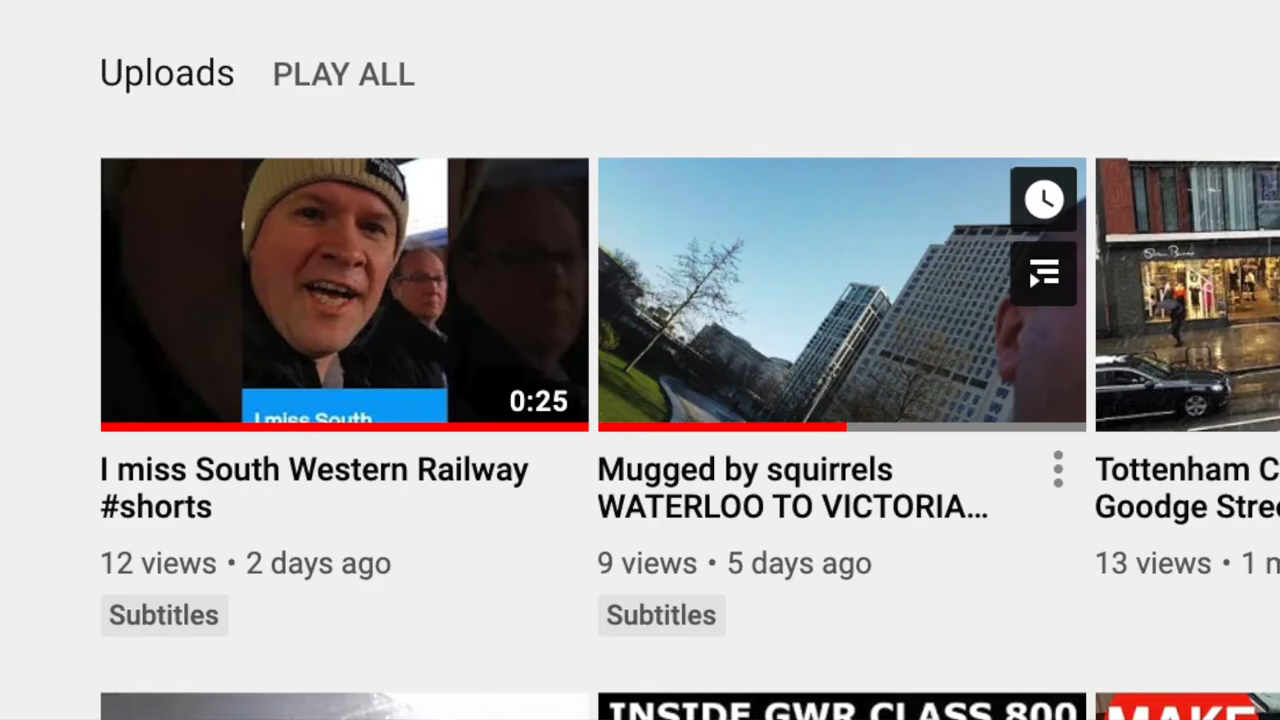 Uploads PLAY ALL
I miss South
0:25
I miss South Western Railway
#shorts
12 views • 2 days ago
Subtitles
Mugged by squirrels
WATERLOO TO VICTORIA...
9 views • 5 days ago
Subtitles
Tottenham C
Goodge Stre
13 views • 1 m
INSIDE GWR CLASS 800
MAKE